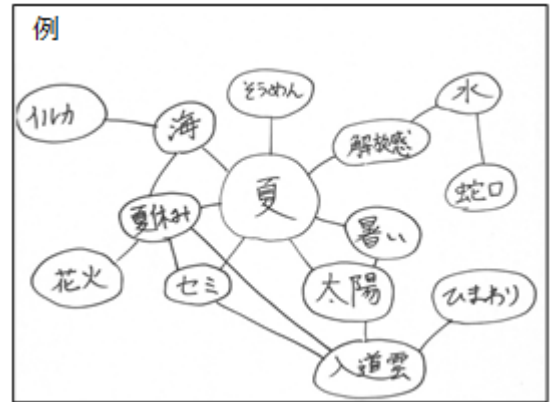 例
そうめん
水
イルカ
海
解放感
夏
蛇口
夏休み
暑い
花火
セミ
太陽
ひまわり
入道雲